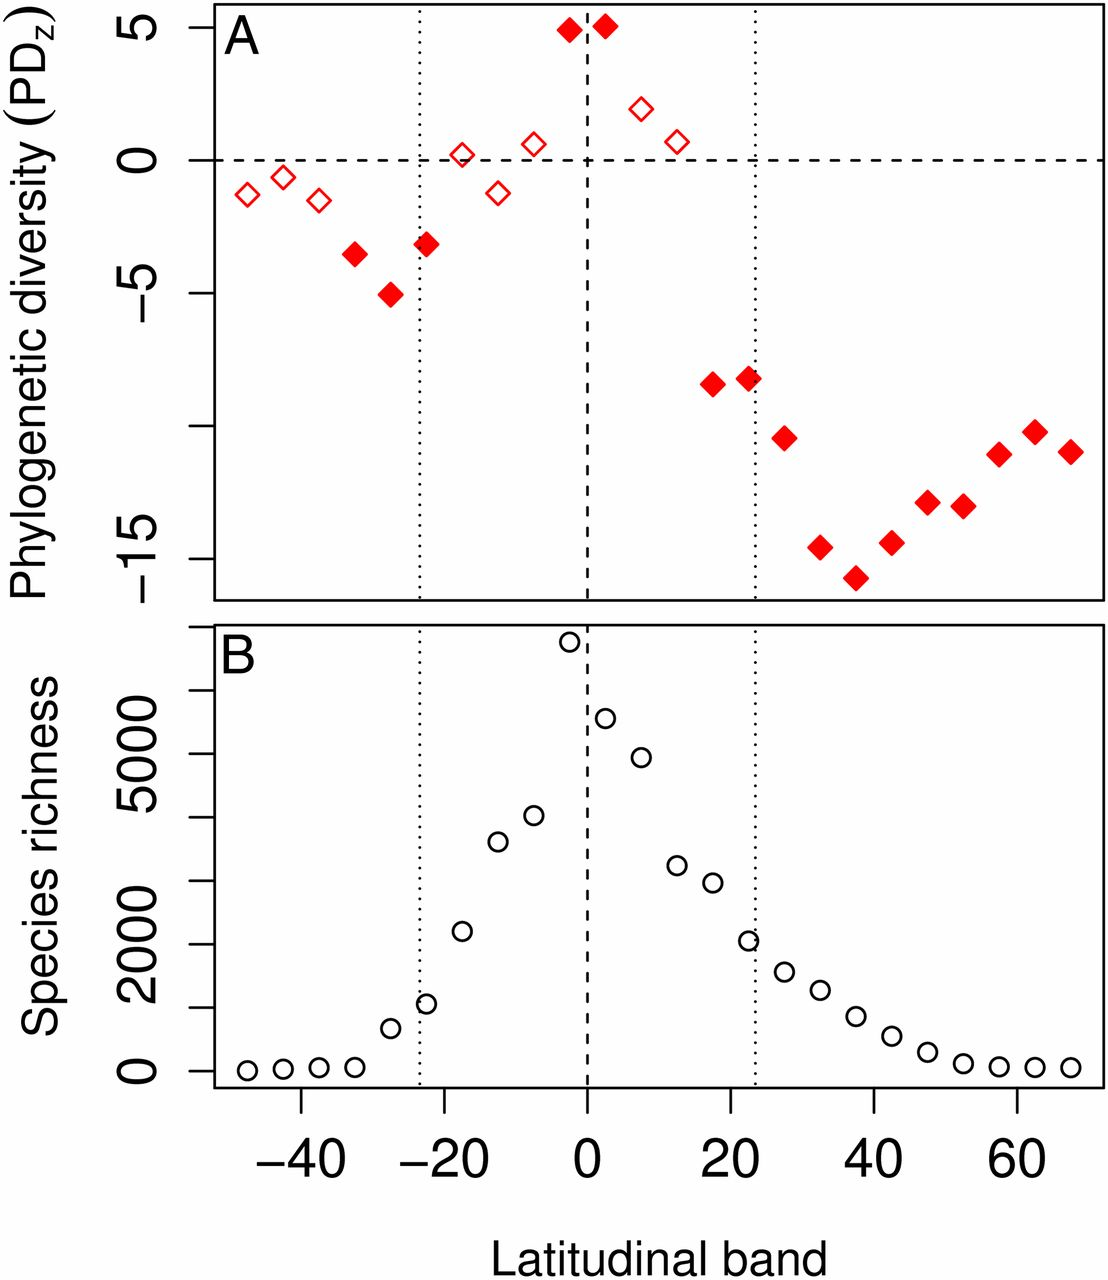 A
Phylogenetic diversity (PDz)
5
0
−5
−15
B
Species richness
5000
2000
0
−40 −20 0 20 40 60
Latitudinal band